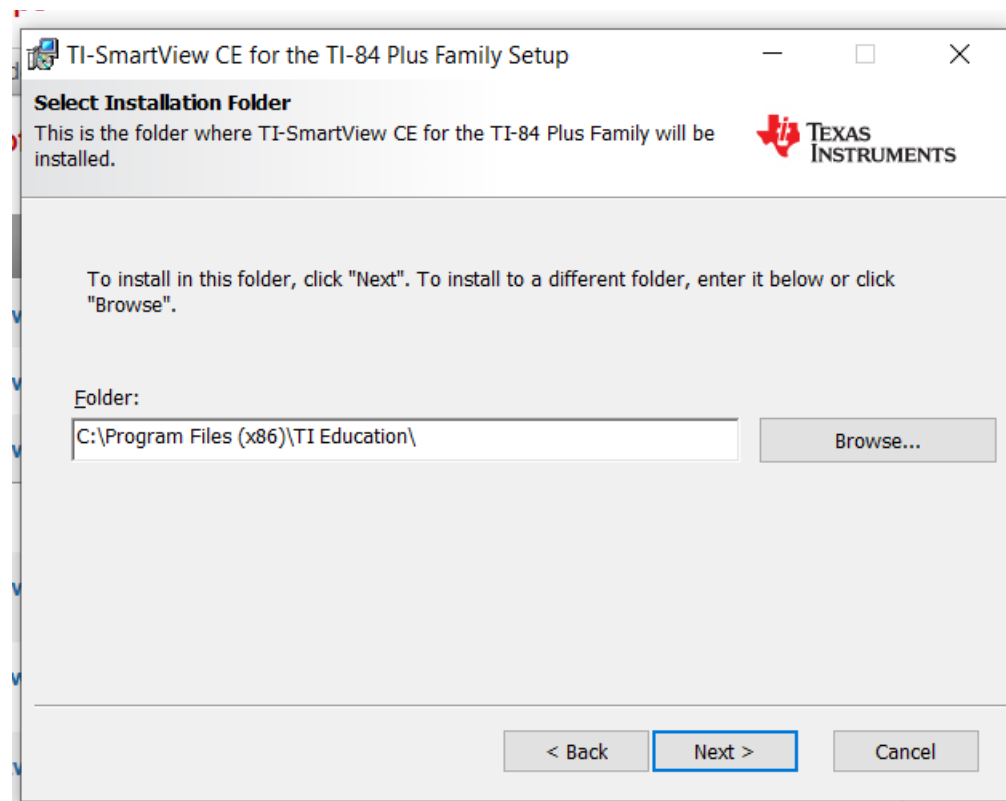 TI-SmartView CE for the TI-84 Plus Family Setup
Select Installation Folder
This is the folder where TI-SmartView CE for the TI-84 Plus Family will be
installed.
TEXAS
INSTRUMENTS
To install in this folder, click "Next". To install to a different folder, enter it below or click
"Browse".
Folder:
C:\Program Files (x86)\TI Education\
Browse...
< Back
Next >
Cancel